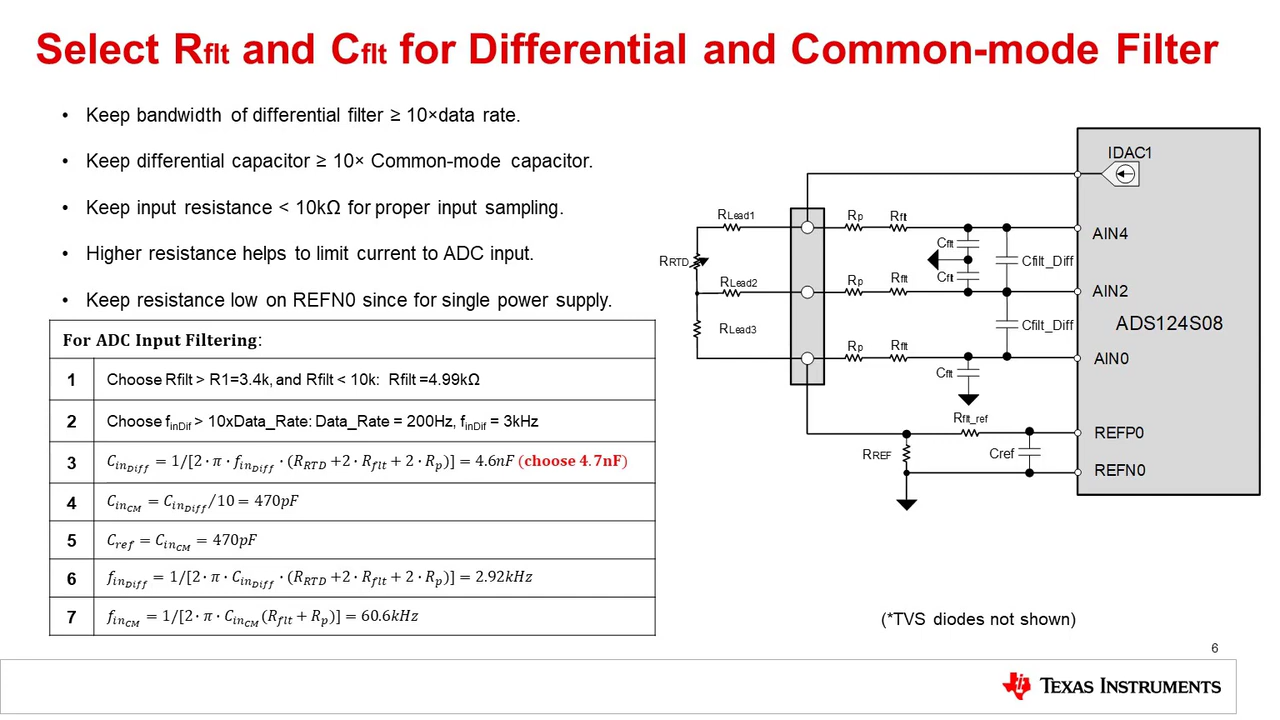 Select Rflt and Cflt for Differential and Common-mode Filter
• Keep bandwidth of differential filter ≥ 10×data rate.
• Keep differential capacitor ≥ 10× Common-mode capacitor.
• Keep input resistance < 10kΩ for proper input sampling.
• Higher resistance helps to limit current to ADC input.
• Keep resistance low on REFN0 since for single power supply.
For ADC Input Filtering:
1 Choose Rfilt > R1=3.4k, and Rfilt < 10k: Rfilt =4.99kΩ
2 Choose finDif > 10xData_Rate: Data_Rate = 200Hz, finDif = 3kHz
3 CinDiff = 1/[2·π·finDiff·(RRTD+2·Rflt+2·Rp)] = 4.6nF (choose 4.7nF)
4 CinCM = CinDiff/10 = 470pF
5 Cref = CinCM = 470pF
6 finDiff = 1/[2·π·CinDiff·(RRTD+2·Rflt+2·Rp)] = 2.92kHz
7 finCM = 1/[2·π·CinCM(Rflt+Rp)] = 60.6kHz
IDAC1
RLead1
Rp
Rflt
AIN4
Cflt
RRTD
Cfilt_Diff
Cflt
RLead2
Rp
Rflt
AIN2
ADS124S08
RLead3
Cfilt_Diff
Rp
Rflt
AIN0
Cflt
Rflt_ref
REFP0
RREF
Cref
REFN0
(*TVS diodes not shown)
6
TEXAS INSTRUMENTS